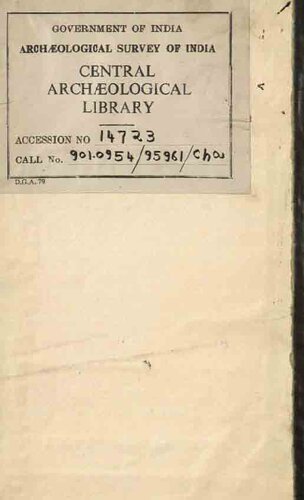 GOVERNMENT OF INDIA
ARCHÆOLOGICAL SURVEY OF INDIA
CENTRAL
ARCHÆOLOGICAL
LIBRARY
ACCESSION NO 14723
CALL No. 901.0954/95961/Cha
D.G.A. 79